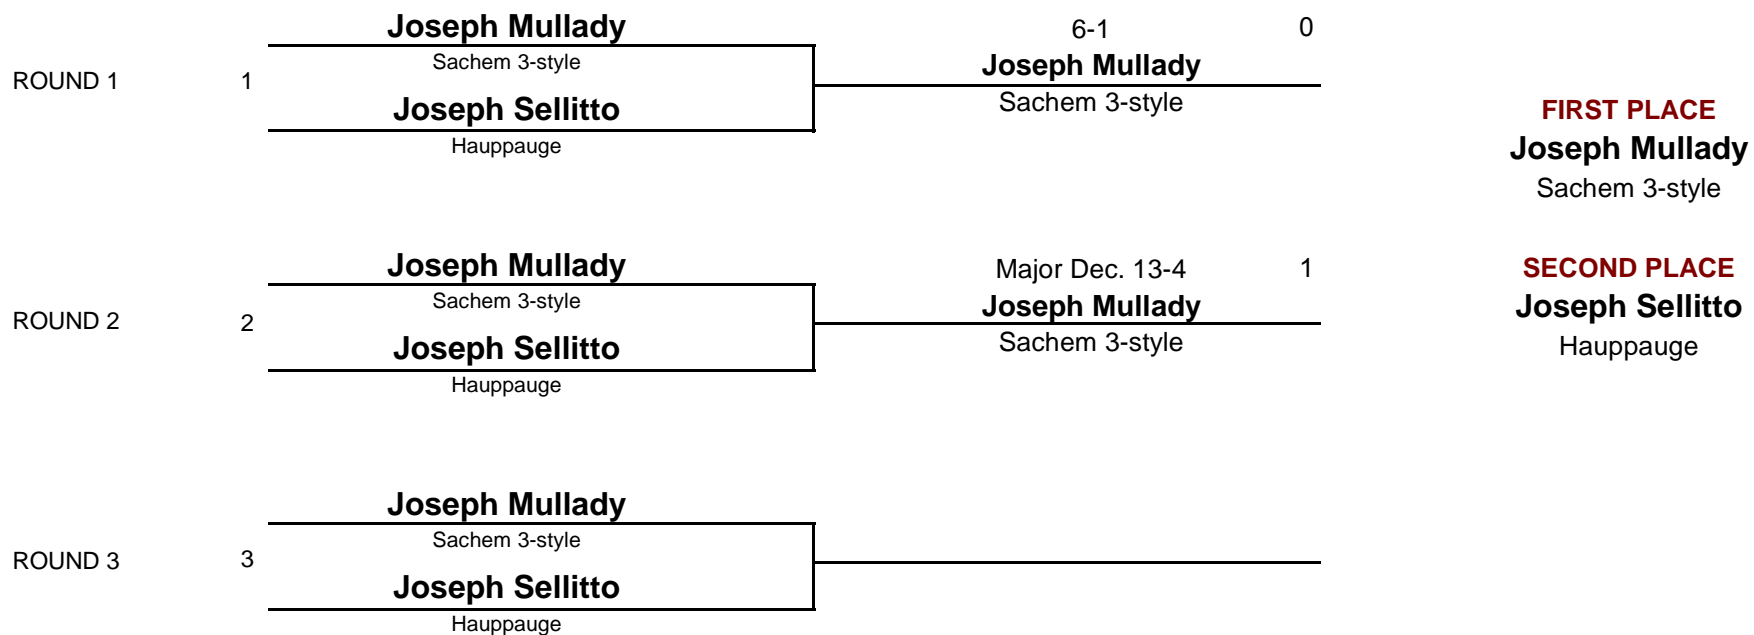 Joseph Mullady
Sachem 3-style
ROUND 1 1
Joseph Sellitto
Hauppauge
6-1 0
Joseph Mullady
Sachem 3-style
FIRST PLACE
Joseph Mullady
Sachem 3-style
Joseph Mullady
Sachem 3-style
ROUND 2 2
Joseph Sellitto
Hauppauge
Major Dec. 13-4 1
Joseph Mullady
Sachem 3-style
SECOND PLACE
Joseph Sellitto
Hauppauge
Joseph Mullady
Sachem 3-style
ROUND 3 3
Joseph Sellitto
Hauppauge